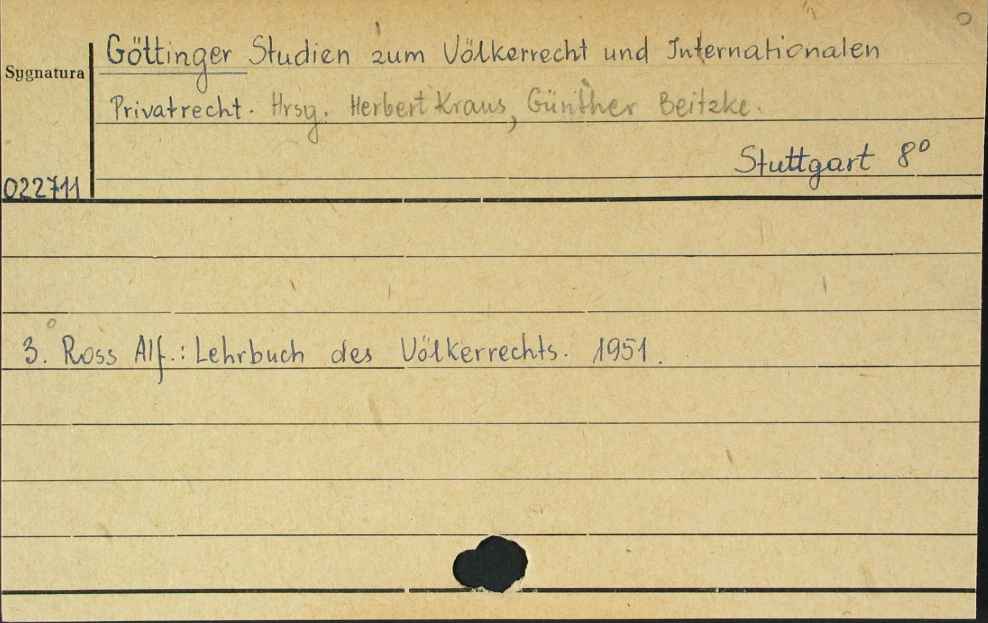 Göttinger Studien zum Völkerrecht und Internationalen
Sygnatura
Privatrecht. Hrsg. Herbert Kraus, Günther Beitzke.
Stuttgart 8°
022711
3. Ross Alf.: Lehrbuch des Völkerrechts. 1951.